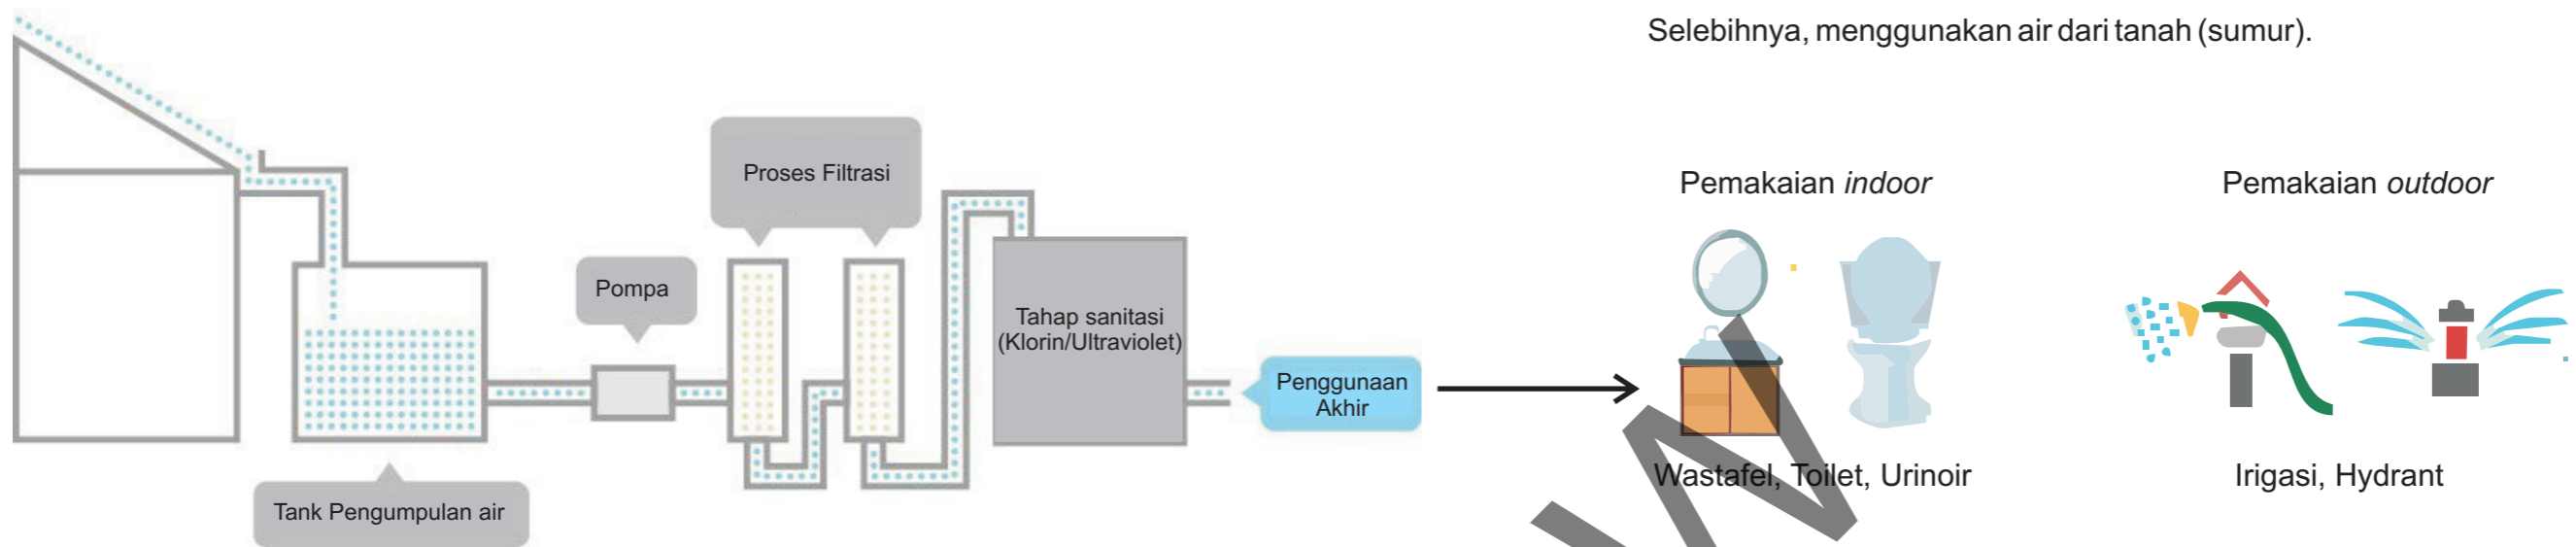 Selebihnya, menggunakan air dari tanah (sumur).
Proses Filtrasi
Pemakaian indoor
Pemakaian outdoor
Pompa
Tahap sanitasi
(Klorin/Ultraviolet)
Penggunaan
Akhir
Wastafel, Toilet, Urinoir
Irigasi, Hydrant
Tank Pengumpulan air